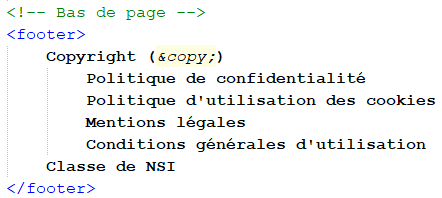 <!-- Bas de page -->
<footer>
Copyright (&copy;)
Politique de confidentialité
Politique d'utilisation des cookies
Mentions légales
Conditions générales d'utilisation
Classe de NSI
</footer>